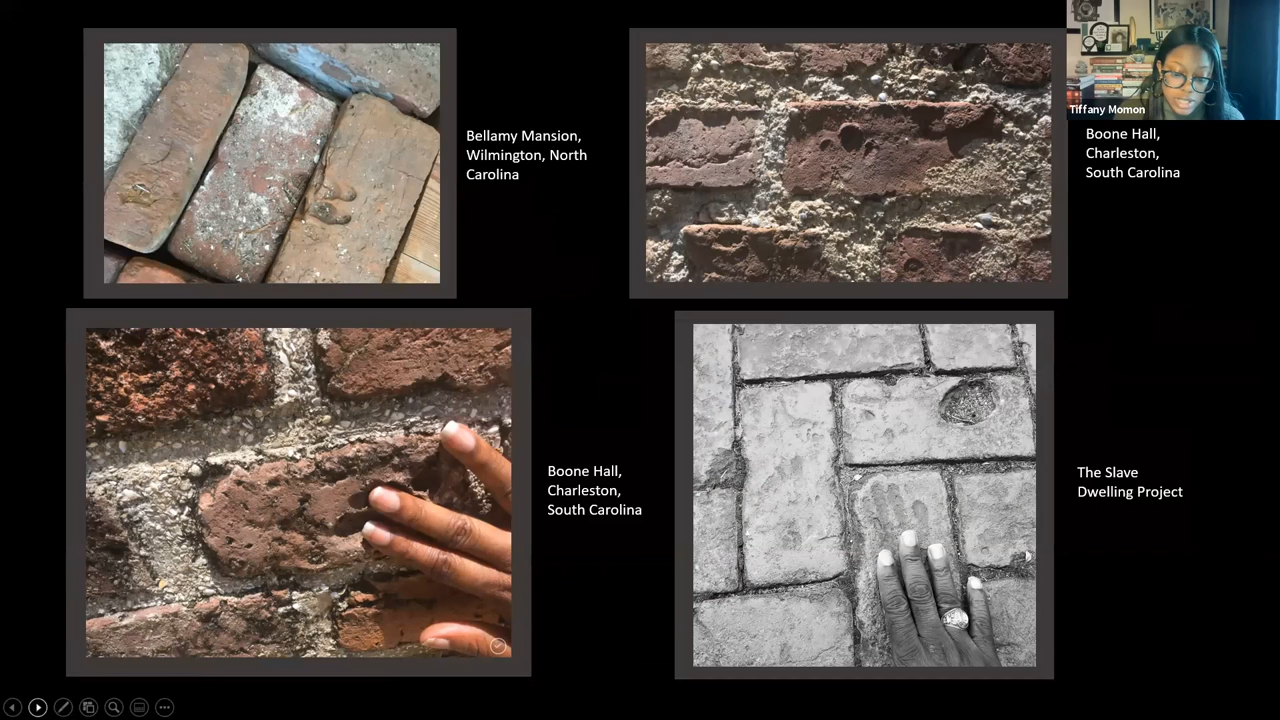 Tiffany Momon
Bellamy Mansion,
Wilmington, North
Carolina
Boone Hall,
Charleston,
South Carolina
Boone Hall,
Charleston,
South Carolina
The Slave
Dwelling Project